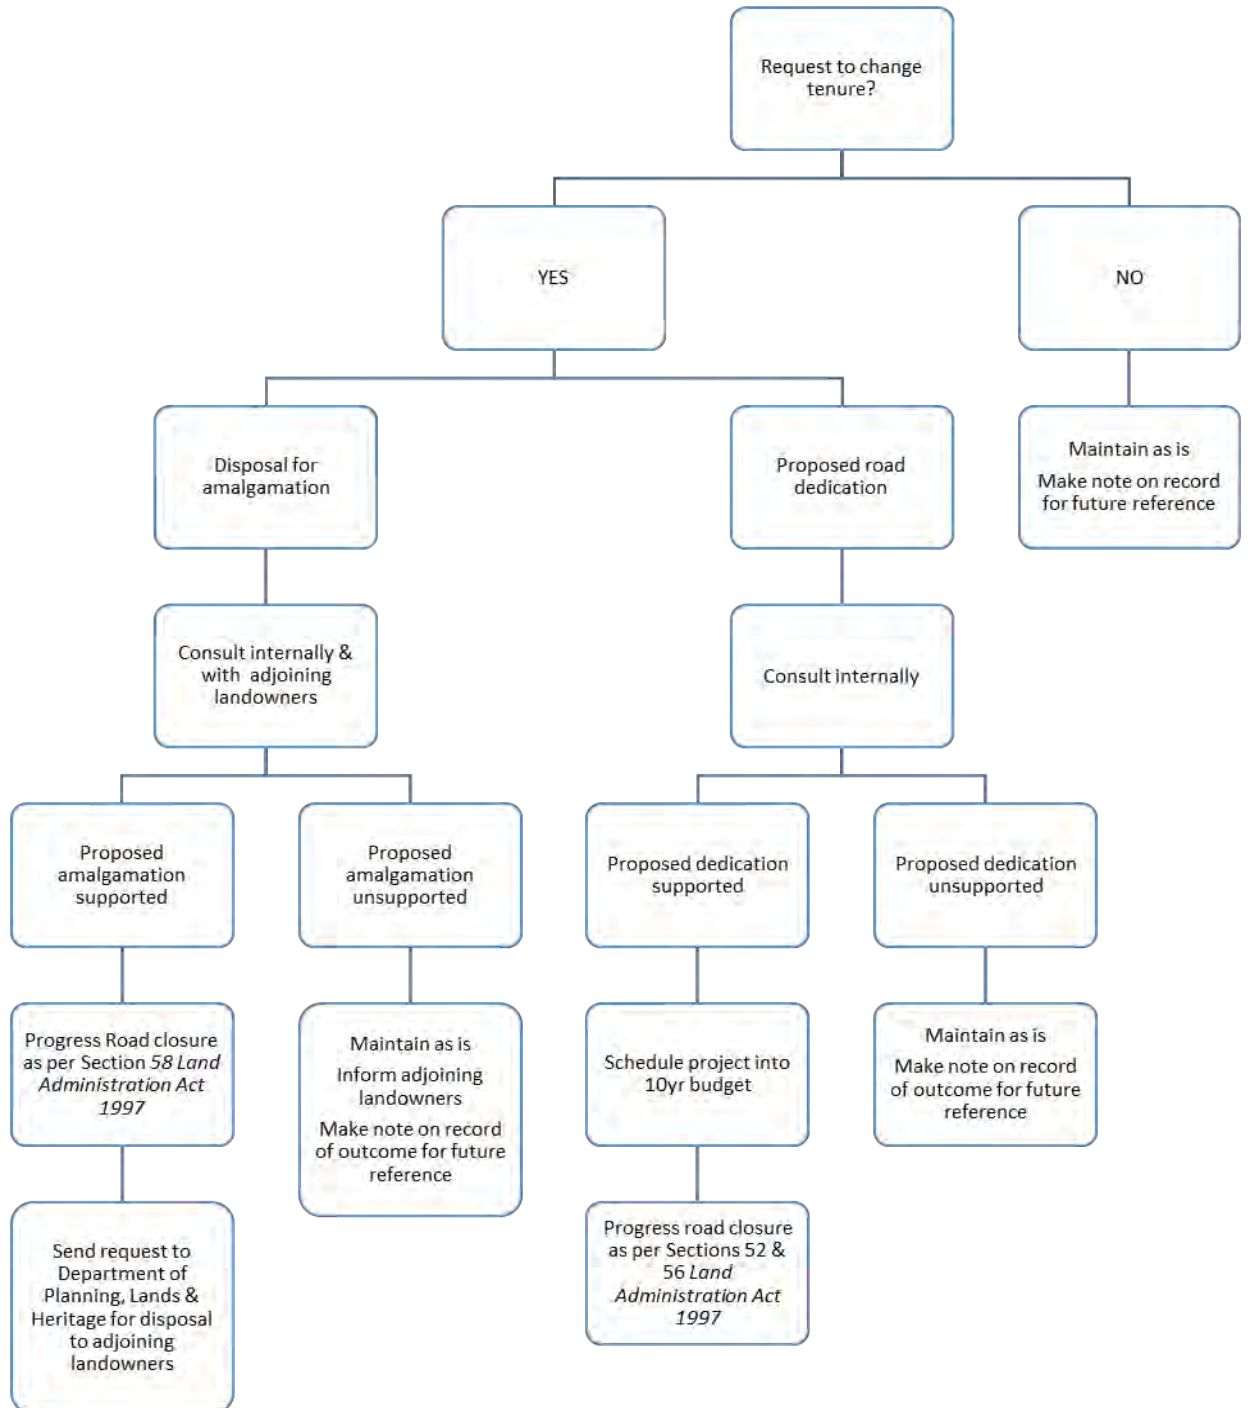 Request to change
tenure?
YES
NO
Disposal for
amalgamation
Proposed road
dedication
Maintain as is
Make note on record
for future reference
Consult internally &
with adjoining
landowners
Consult internally
Proposed
amalgamation
supported
Proposed
amalgamation
unsupported
Proposed dedication
supported
Proposed dedication
unsupported
Progress Road closure
as per Section 58 Land
Administration Act
1997
Maintain as is
Inform adjoining
landowners
Make note on record
of outcome for future
reference
Schedule project into
10yr budget
Maintain as is
Make note on record
of outcome for future
reference
Send request to
Department of
Planning, Lands &
Heritage for disposal
to adjoining
landowners
Progress road closure
as per Sections 52 &
56 Land
Administration Act
1997